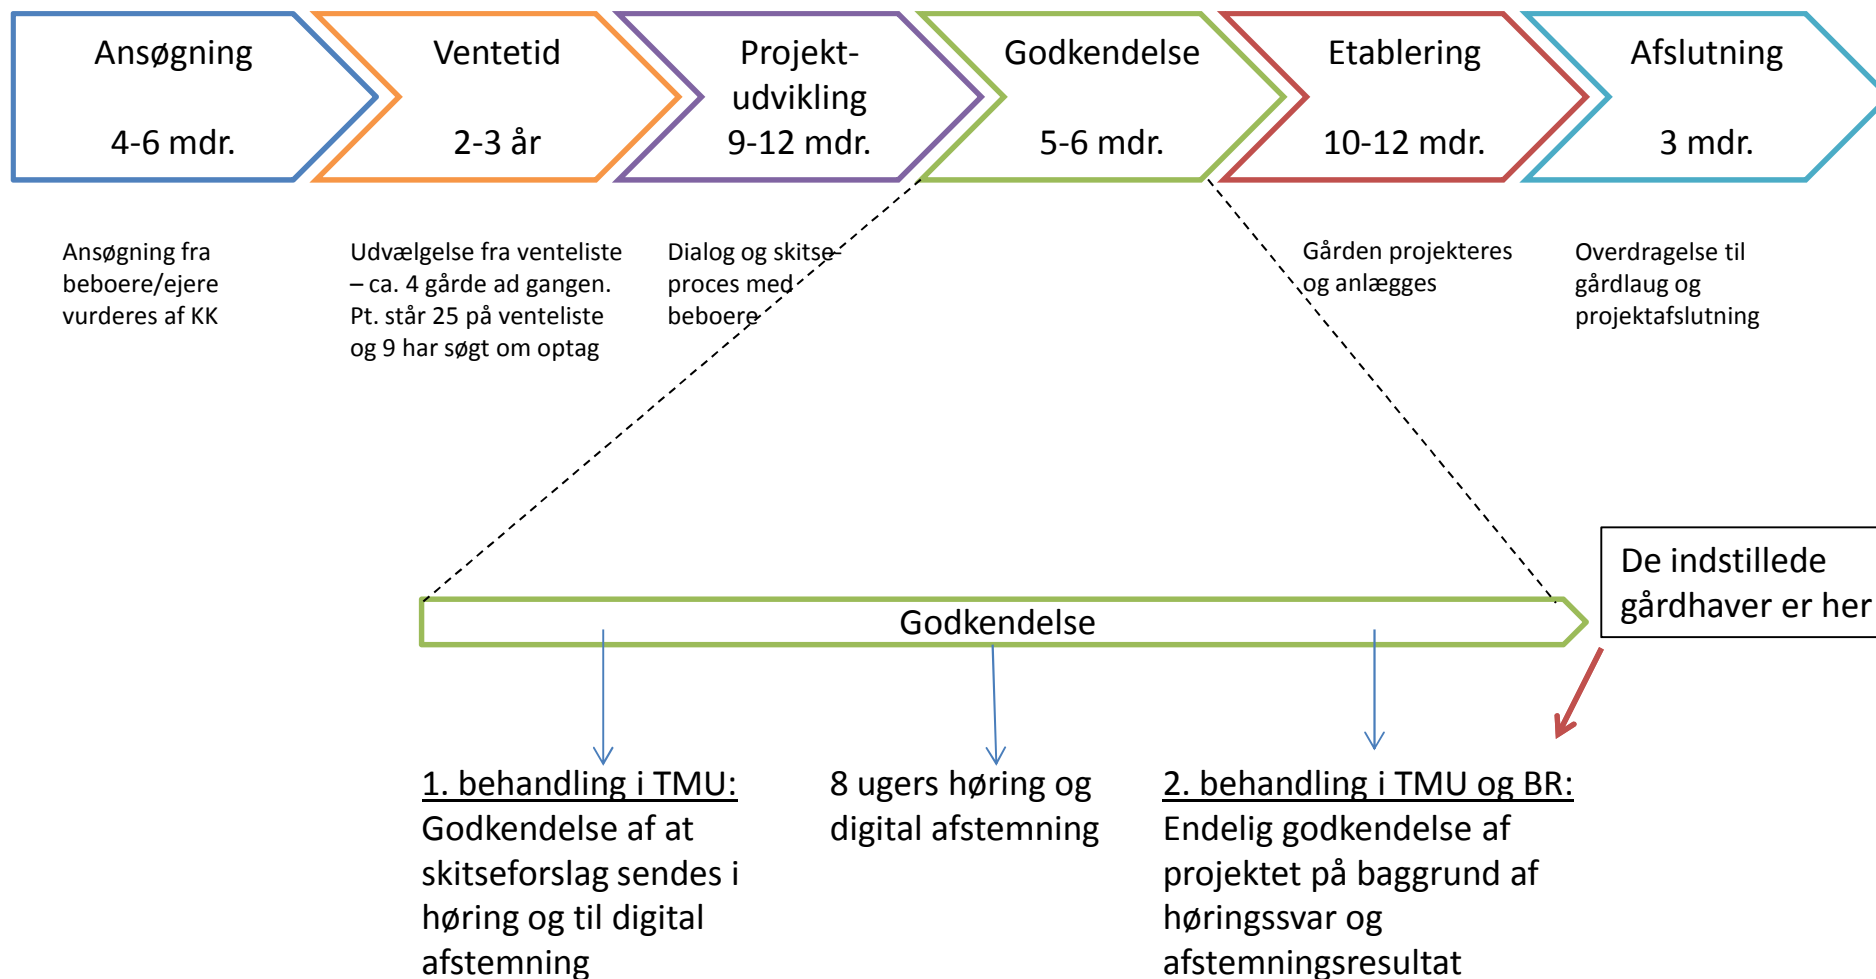 Ansøgning
4-6 mdr.
Ventetid
2-3 år
Projekt-
udvikling
9-12 mdr.
Godkendelse
5-6 mdr.
Etablering
10-12 mdr.
Afslutning
3 mdr.
Ansøgning fra
beboere/ejere
vurderes af KK
Udvælgelse fra venteliste
– ca. 4 gårde ad gangen.
Pt. står 25 på venteliste
og 9 har søgt om optag
Dialog og skitse-
proces med
beboere
Gården projekteres
og anlægges
Overdragelse til
gårdlaug og
projektafslutning
De indstillede
gårdhaver er her
Godkendelse
1. behandling i TMU:
Godkendelse af at
skitseforslag sendes i
høring og til digital
afstemning
8 ugers høring og
digital afstemning
2. behandling i TMU og BR:
Endelig godkendelse af
projektet på baggrund af
høringssvar og
afstemningsresultat